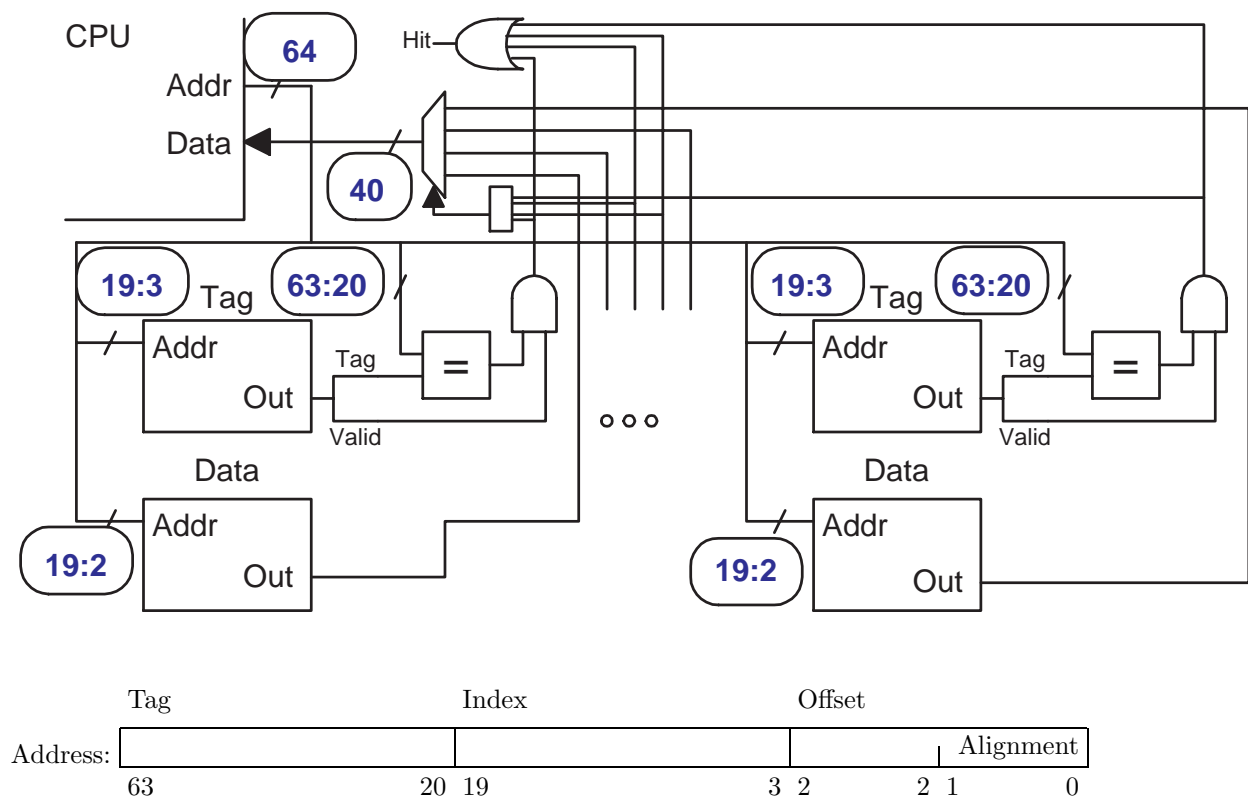 CPU
64
Hit
Addr
Data
40
19:3
Tag
63:20
19:3
Tag
63:20
Addr
Tag
=
Out
Valid
Addr
Tag
=
Out
Valid
Data
Data
Addr
Out
19:2
Addr
Out
19:2
Tag Index Offset
Address: Alignment
63 20 19 3 2 2 1 0